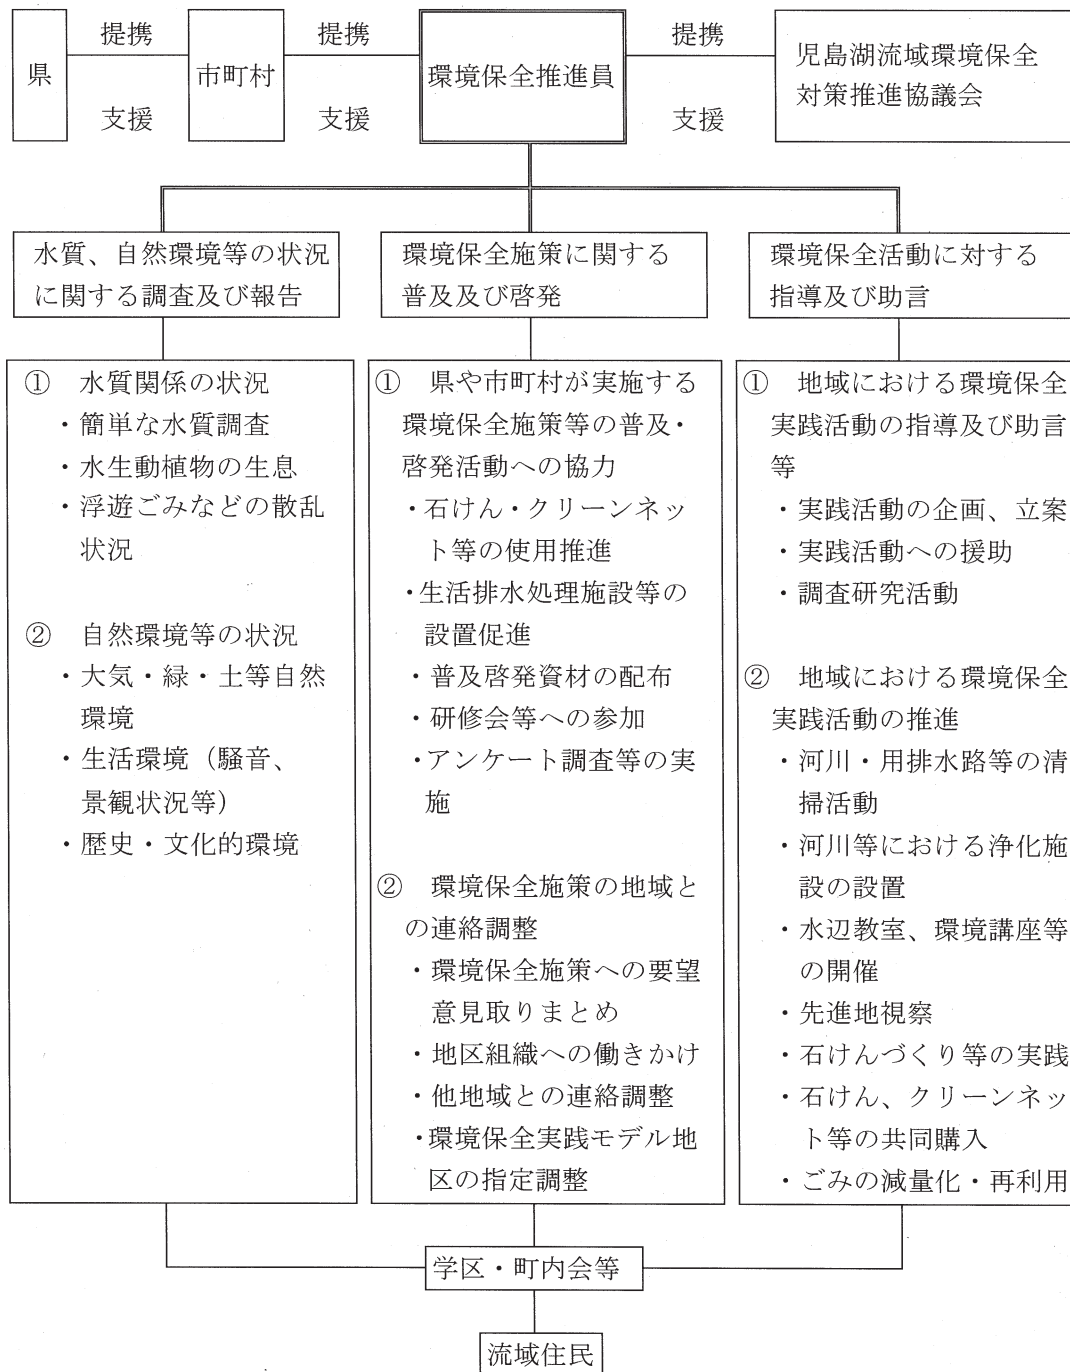 県
提携
支援
市町村
提携
支援
環境保全推進員
提携
支援
児島湖流域環境保全
対策推進協議会
水質、自然環境等の状況
に関する調査及び報告
① 水質関係の状況
・簡単な水質調査
・水生動植物の生息
・浮遊ごみなどの散乱
状況
② 自然環境等の状況
・大気・緑・土等自然
環境
・生活環境(騒音、
景観状況等)
・歴史・文化的環境
環境保全施策に関する
普及及び啓発
① 県や市町村が実施する
環境保全施策等の普及・
啓発活動への協力
・石けん・クリーンネッ
ト等の使用推進
・生活排水処理施設等の
設置促進
・普及啓発資材の配布
・研修会等への参加
・アンケート調査等の実
施
② 環境保全施策の地域と
の連絡調整
・環境保全施策への要望
意見取りまとめ
・地区組織への働きかけ
・他地域との連絡調整
・環境保全実践モデル地
区の指定調整
環境保全活動に対する
指導及び助言
① 地域における環境保全
実践活動の指導及び助言
等
・実践活動の企画、立案
・実践活動への援助
・調査研究活動
② 地域における環境保全
実践活動の推進
・河川・用排水路等の清
掃活動
・河川等における浄化施
設の設置
・水辺教室、環境講座等
の開催
・先進地視察
・石けんづくり等の実践
・石けん、クリーンネッ
ト等の共同購入
・ごみの減量化・再利用
学区・町内会等
流域住民